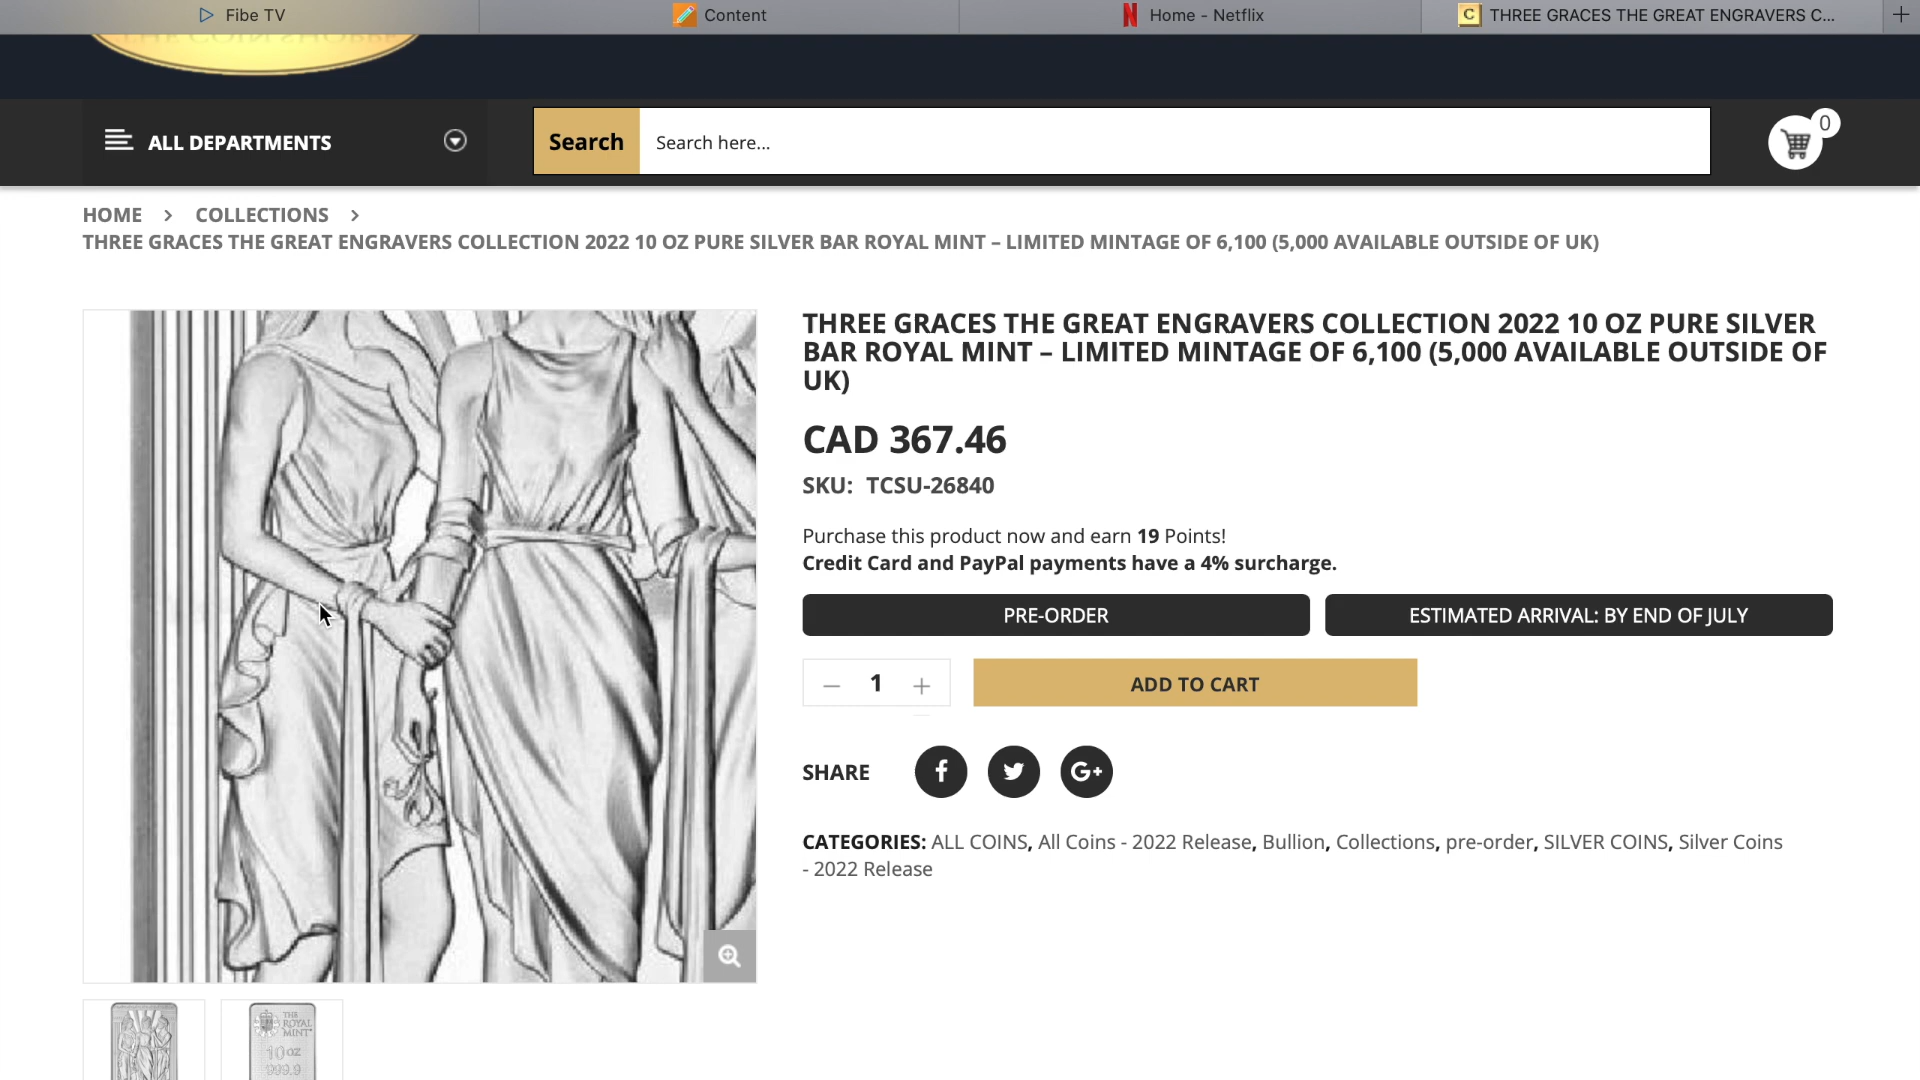 Fibe TV
Content
Home - Netflix
THREE GRACES THE GREAT ENGRAVERS C...
THE COIN SHOPPE
ALL DEPARTMENTS
Search
Search here...
0
HOME > COLLECTIONS >
THREE GRACES THE GREAT ENGRAVERS COLLECTION 2022 10 OZ PURE SILVER BAR ROYAL MINT – LIMITED MINTAGE OF 6,100 (5,000 AVAILABLE OUTSIDE OF UK)
THREE GRACES THE GREAT ENGRAVERS COLLECTION 2022 10 OZ PURE SILVER
BAR ROYAL MINT – LIMITED MINTAGE OF 6,100 (5,000 AVAILABLE OUTSIDE OF
UK)
CAD 367.46
SKU: TCSU-26840
Purchase this product now and earn 19 Points!
Credit Card and PayPal payments have a 4% surcharge.
PRE-ORDER
ESTIMATED ARRIVAL: BY END OF JULY
− 1 +
ADD TO CART
SHARE
CATEGORIES: ALL COINS, All Coins - 2022 Release, Bullion, Collections, pre-order, SILVER COINS, Silver Coins
- 2022 Release
THE
ROYAL
MINT
10 oz
999.9